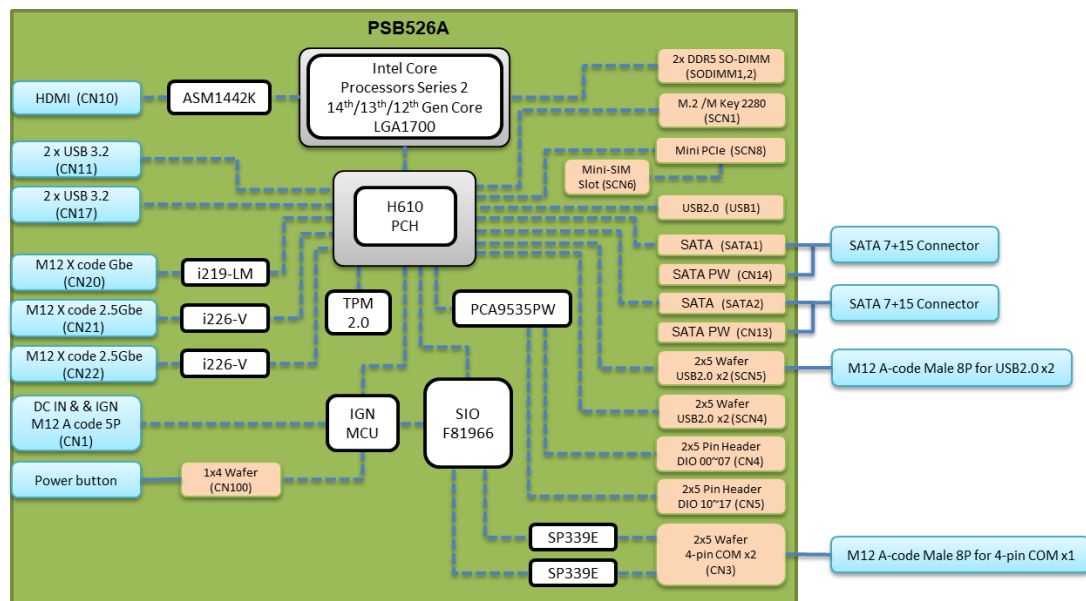 PSB526A
HDMI (CN10)
ASM1442K
Intel Core
Processors Series 2
14th/13th/12th Gen Core
LGA1700
2x DDR5 SO-DIMM
(SODIMM1,2)
M.2 /M Key 2280
(SCN1)
Mini PCIe (SCN8)
Mini-SIM
Slot (SCN6)
2 x USB 3.2
(CN11)
2 x USB 3.2
(CN17)
H610
PCH
USB2.0 (USB1)
SATA (SATA1)
SATA PW (CN14)
SATA 7+15 Connector
SATA (SATA2)
SATA PW (CN13)
SATA 7+15 Connector
M12 X code Gbe
(CN20)
i219-LM
M12 X code 2.5Gbe
(CN21)
i226-V
M12 X code 2.5Gbe
(CN22)
i226-V
TPM
2.0
PCA9535PW
2x5 Wafer
USB2.0 x2 (SCN5)
M12 A-code Male 8P for USB2.0 x2
2x5 Wafer
USB2.0 x2 (SCN4)
DC IN & & IGN
M12 A code 5P
(CN1)
IGN
MCU
SIO
F81966
2x5 Pin Header
DIO 00~07 (CN4)
Power button
1x4 Wafer
(CN100)
2x5 Pin Header
DIO 10~17 (CN5)
SP339E
SP339E
2x5 Wafer
4-pin COM x2
(CN3)
M12 A-code Male 8P for 4-pin COM x1